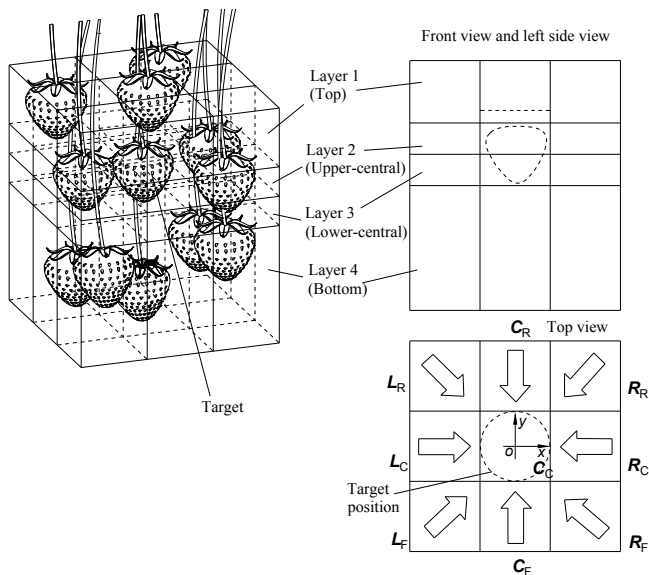 Front view and left side view
Layer 1
(Top)
Layer 2
(Upper-central)
Layer 3
(Lower-central)
Layer 4
(Bottom)
Target
C_R Top view
L_R
R_R
y
o x
L_C
C_C
R_C
Target
position
L_F
R_F
C_F